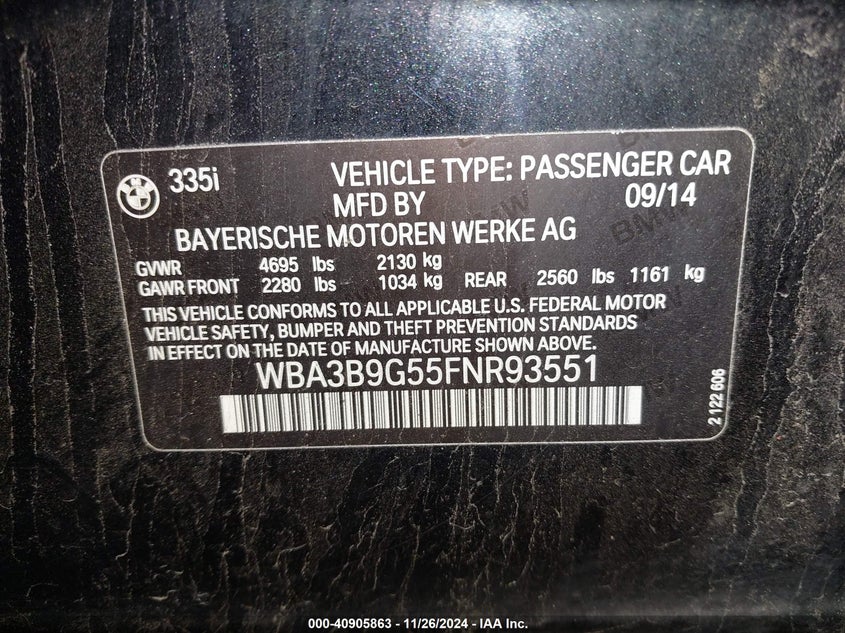 335i VEHICLE TYPE: PASSENGER CAR
MFD BY 09/14
BAYERISCHE MOTOREN WERKE AG
GVWR 4695 lbs 2130 kg
GAWR FRONT 2280 lbs 1034 kg REAR 2560 lbs 1161 kg
THIS VEHICLE CONFORMS TO ALL APPLICABLE U.S. FEDERAL MOTOR
VEHICLE SAFETY, BUMPER AND THEFT PREVENTION STANDARDS
IN EFFECT ON THE DATE OF MANUFACTURE SHOWN ABOVE.
WBA3B9G55FNR93551
2 122 606
000-40905863 - 11/26/2024 - IAA Inc.